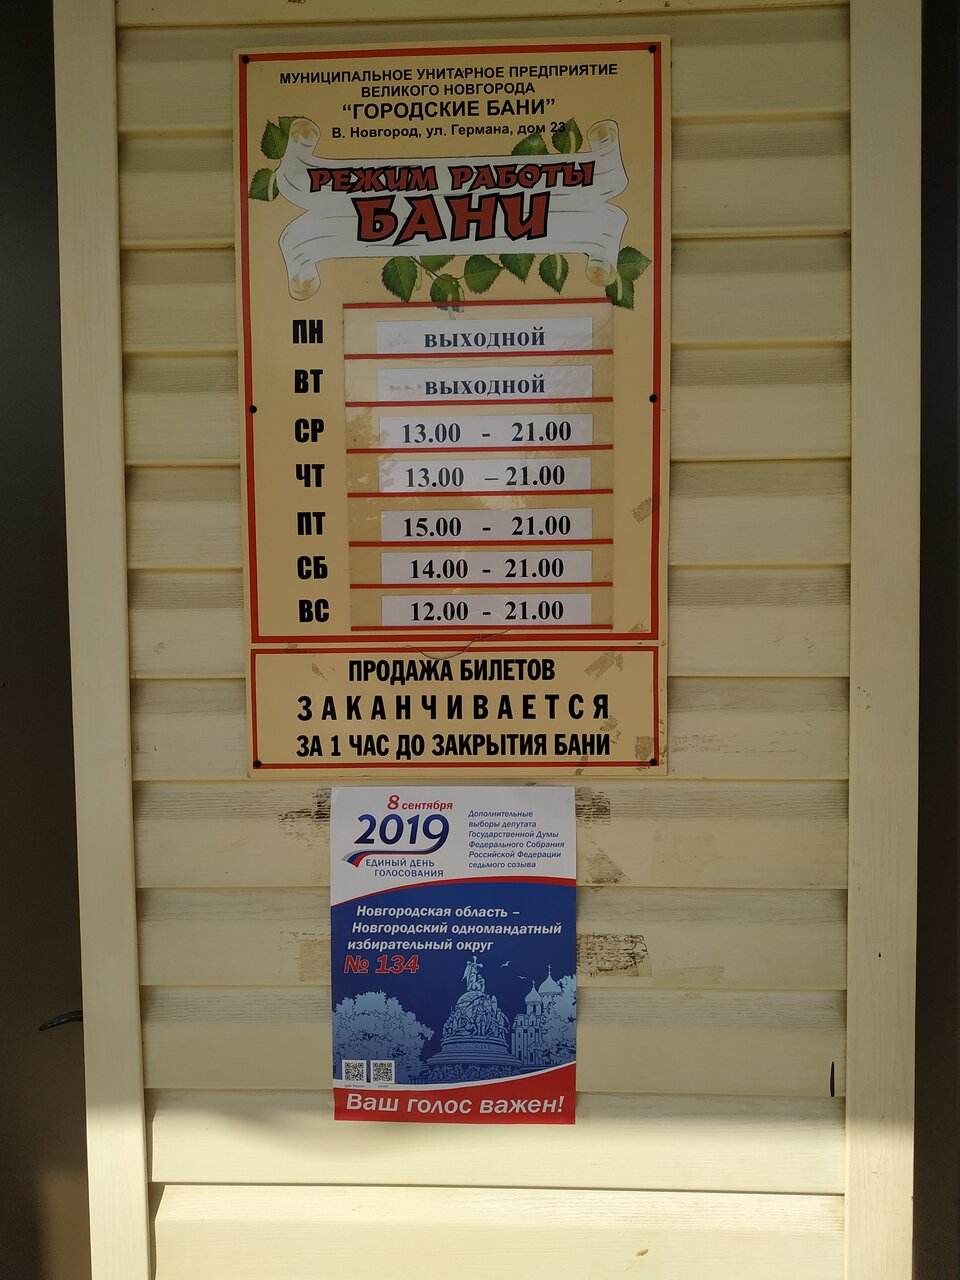 МУНИЦИПАЛЬНОЕ УНИТАРНОЕ ПРЕДПРИЯТИЕ
ВЕЛИКОГО НОВГОРОДА
“ГОРОДСКИЕ БАНИ”
В. Новгород, ул. Германа, дом 23
РЕЖИМ РАБОТЫ
БАНИ
ПН выходной
ВТ выходной
СР 13.00 - 21.00
ЧТ 13.00 – 21.00
ПТ 15.00 - 21.00
СБ 14.00 - 21.00
ВС 12.00 - 21.00
ПРОДАЖА БИЛЕТОВ
ЗАКАНЧИВАЕТСЯ
ЗА 1 ЧАС ДО ЗАКРЫТИЯ БАНИ
8 сентября
2019
ЕДИНЫЙ ДЕНЬ
ГОЛОСОВАНИЯ
Дополнительные
выборы депутата
Государственной Думы
Федерального Собрания
Российской Федерации
седьмого созыва
Новгородская область –
Новгородский одномандатный
избирательный округ
№ 134
Ваш голос важен!